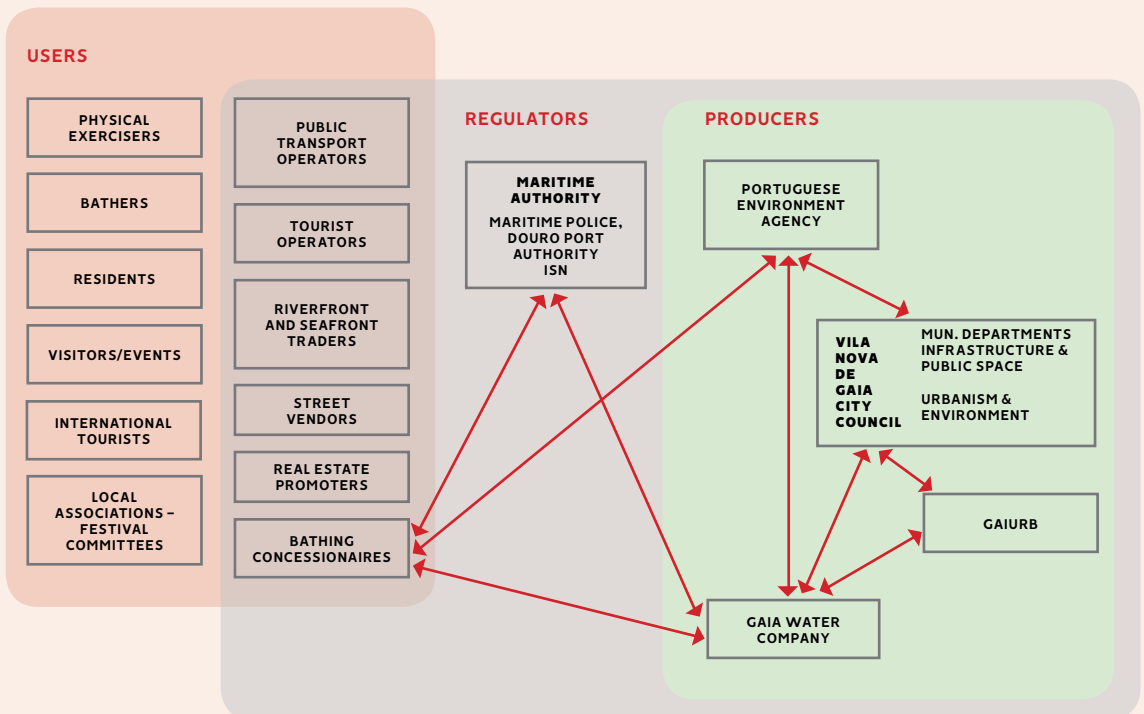 USERS
PHYSICAL
EXERCISERS
BATHERS
RESIDENTS
VISITORS/EVENTS
INTERNATIONAL
TOURISTS
LOCAL
ASSOCIATIONS –
FESTIVAL
COMMITTEES
PUBLIC
TRANSPORT
OPERATORS
TOURIST
OPERATORS
RIVERFRONT
AND SEAFRONT
TRADERS
STREET
VENDORS
REAL ESTATE
PROMOTERS
BATHING
CONCESSIONAIRES
REGULATORS
MARITIME
AUTHORITY
MARITIME POLICE,
DOURO PORT
AUTHORITY
ISN
PRODUCERS
PORTUGUESE
ENVIRONMENT
AGENCY
VILA
NOVA
DE
GAIA
CITY
COUNCIL
MUN. DEPARTMENTS
INFRASTRUCTURE &
PUBLIC SPACE
URBANISM &
ENVIRONMENT
GAIURB
GAIA WATER
COMPANY